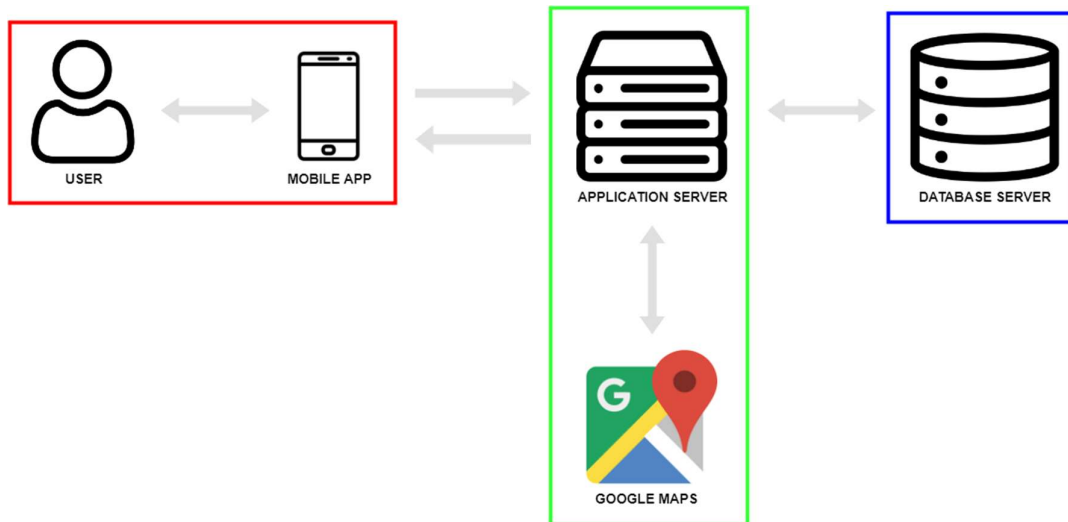 USER
MOBILE APP
APPLICATION SERVER
DATABASE SERVER
G
GOOGLE MAPS